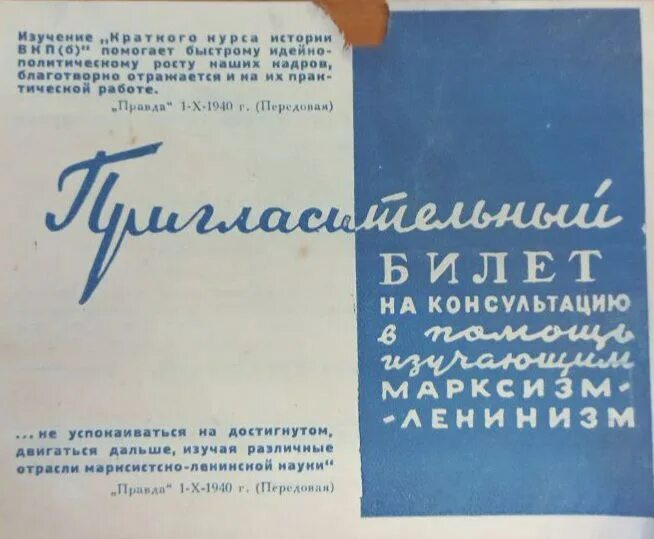 Изучение „Краткого курса истории
ВКП(б)" помогает быстрому идейно-
политическому росту наших кадров,
благотворно отражается и на их прак-
тической работе.
„Правда" 1-X-1940 г. (Передовая)
Пригласительный
БИЛЕТ
НА КОНСУЛЬТАЦИЮ
в помощь
изучающим
МАРКСИЗМ-
-ЛЕНИНИЗМ
...не успокаиваться на достигнутом,
двигаться дальше, изучая различные
отрасли марксистско-ленинской науки"
„Правда" 1-X-1940 г. (Передовая)